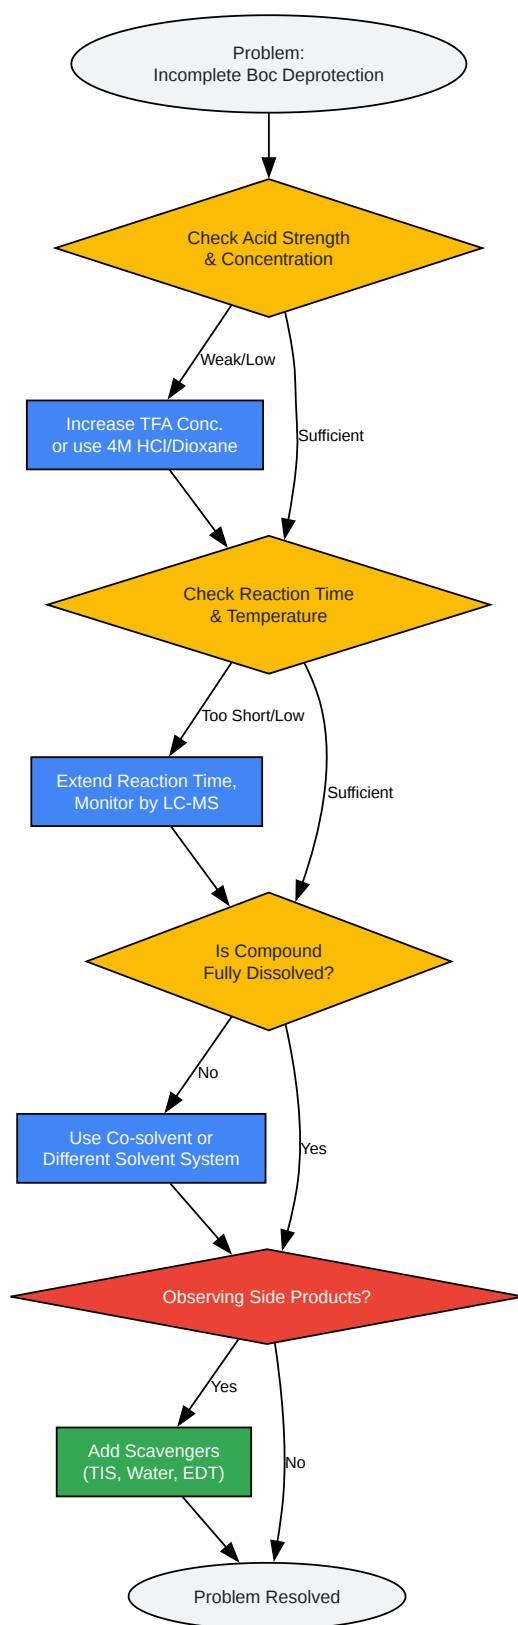 Problem:
Incomplete Boc Deprotection
Check Acid Strength
& Concentration
Weak/Low
Increase TFA Conc.
or use 4M HCl/Dioxane
Sufficient
Check Reaction Time
& Temperature
Too Short/Low
Extend Reaction Time,
Monitor by LC-MS
Sufficient
Is Compound
Fully Dissolved?
No
Use Co-solvent or
Different Solvent System
Yes
Observing Side Products?
Yes
Add Scavengers
(TIS, Water, EDT)
No
Problem Resolved